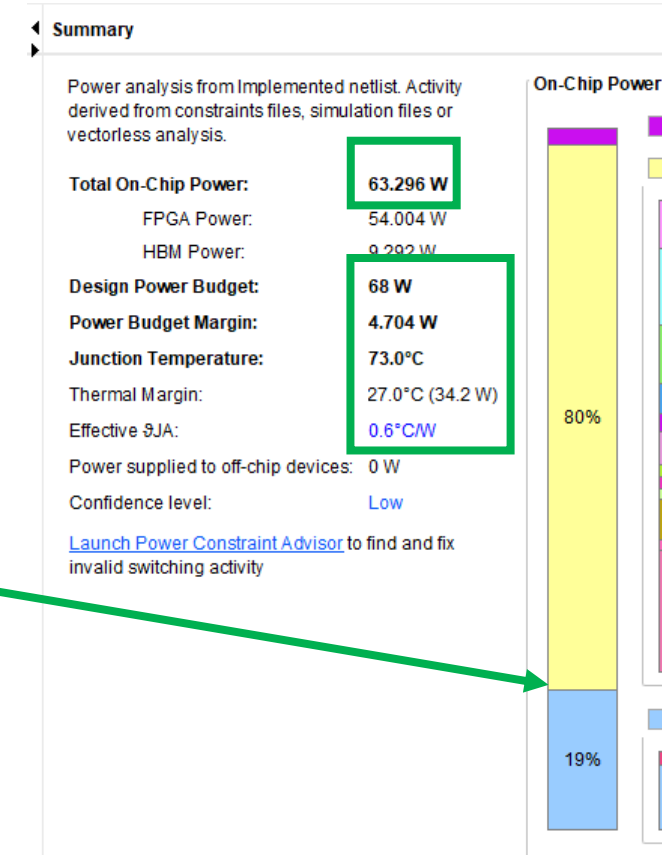 Summary
Power analysis from Implemented netlist. Activity
derived from constraints files, simulation files or
vectorless analysis.
Total On-Chip Power: 63.296 W
FPGA Power: 54.004 W
HBM Power: 9.292 W
Design Power Budget: 68 W
Power Budget Margin: 4.704 W
Junction Temperature: 73.0°C
Thermal Margin: 27.0°C (34.2 W)
Effective ϑJA: 0.6°C/W
Power supplied to off-chip devices: 0 W
Confidence level: Low
Launch Power Constraint Advisor to find and fix
invalid switching activity
On-Chip Power
80%
19%